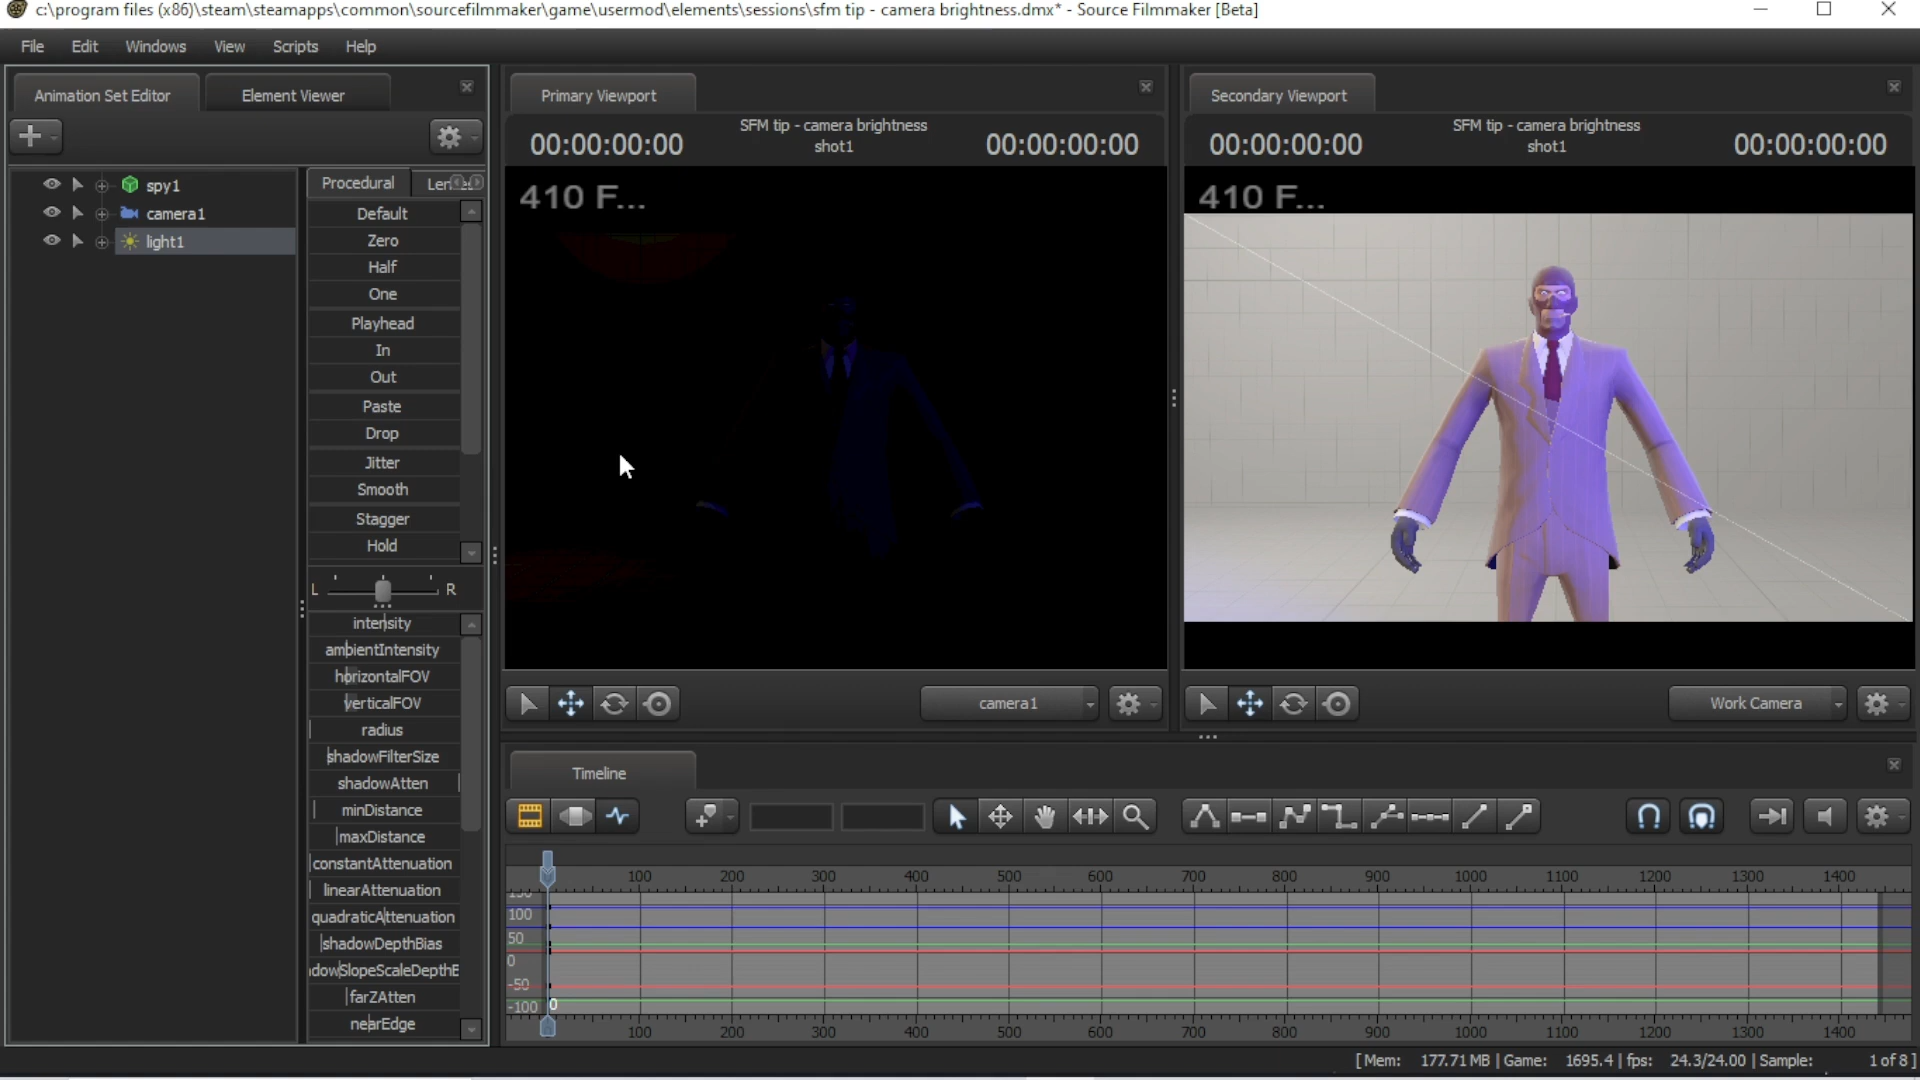 c:\program files (x86)\steam\steamapps\common\sourcefilmmaker\game\usermod\elements\sessions\sfm tip - camera brightness.dmx* - Source Filmmaker [Beta]
File Edit Windows View Scripts Help
Animation Set Editor Element Viewer
spy1
camera1
light1
Procedural
Default
Zero
Half
One
Playhead
In
Out
Paste
Drop
Jitter
Smooth
Stagger
Hold
L R
intensity
ambientIntensity
horizontalFOV
verticalFOV
radius
shadowFilterSize
shadowAtten
minDistance
maxDistance
constantAttenuation
linearAttenuation
quadraticAttenuation
shadowDepthBias
dowSlopeScaleDepthB
farZAtten
nearEdge
Primary Viewport
00:00:00:00 SFM tip - camera brightness 00:00:00:00
shot1
410 F...
camera1
Secondary Viewport
00:00:00:00 SFM tip - camera brightness 00:00:00:00
shot1
410 F...
Work Camera
Timeline
100 200 300 400 500 600 700 800 900 1000 1100 1200 1300 1400
150
100
50
0
-50
-100 0
100 200 300 400 500 600 700 800 900 1000 1100 1200 1300 1400
[ Mem: 177.71 MB | Game: 1695.4 | fps: 24.3/24.00 | Sample: 1 of 8 ]